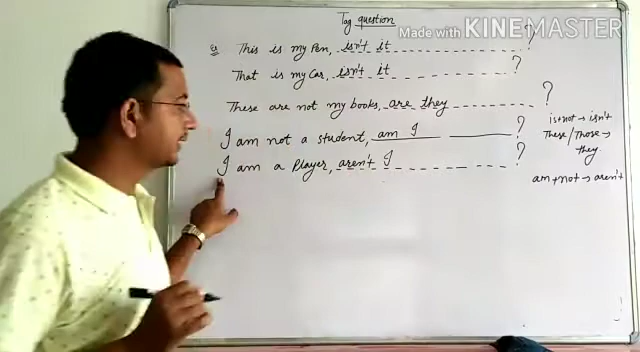 Tag question
Made with KINEMASTER
Ex This is my Pen, isn't it ?
That is my Car, isn't it ?
These are not my books, are they ?
I am not a student, am I ?
I am a Player, aren't I ?
is+not → isn't
These/Those →
they
am+not → aren't